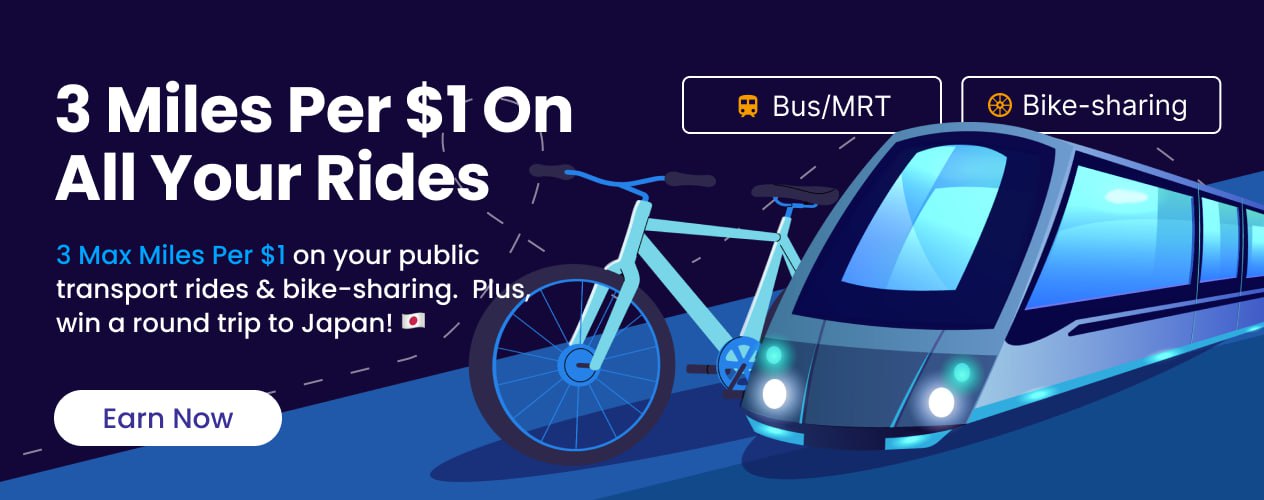 3 Miles Per $1 On
All Your Rides
Bus/MRT
Bike-sharing
3 Max Miles Per $1 on your public
transport rides & bike-sharing.  Plus,
win a round trip to Japan! 🇯🇵
Earn Now